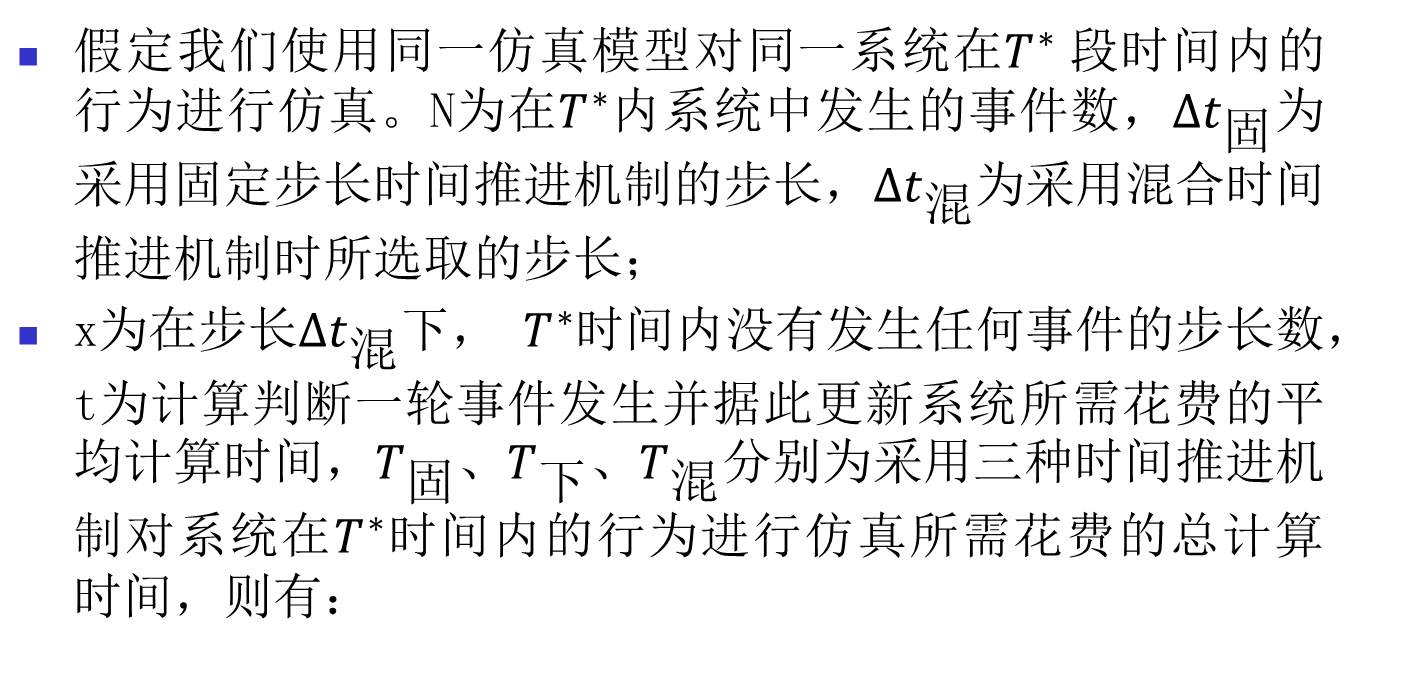 假定我们使用同一仿真模型对同一系统在T* 段时间内的
行为进行仿真。N为在T*内系统中发生的事件数，Δt固为
采用固定步长时间推进机制的步长，Δt混为采用混合时间
推进机制时所选取的步长；
x为在步长Δt混下， T*时间内没有发生任何事件的步长数，
t为计算判断一轮事件发生并据此更新系统所需花费的平
均计算时间，T固、T下、T混分别为采用三种时间推进机
制对系统在T*时间内的行为进行仿真所需花费的总计算
时间，则有：